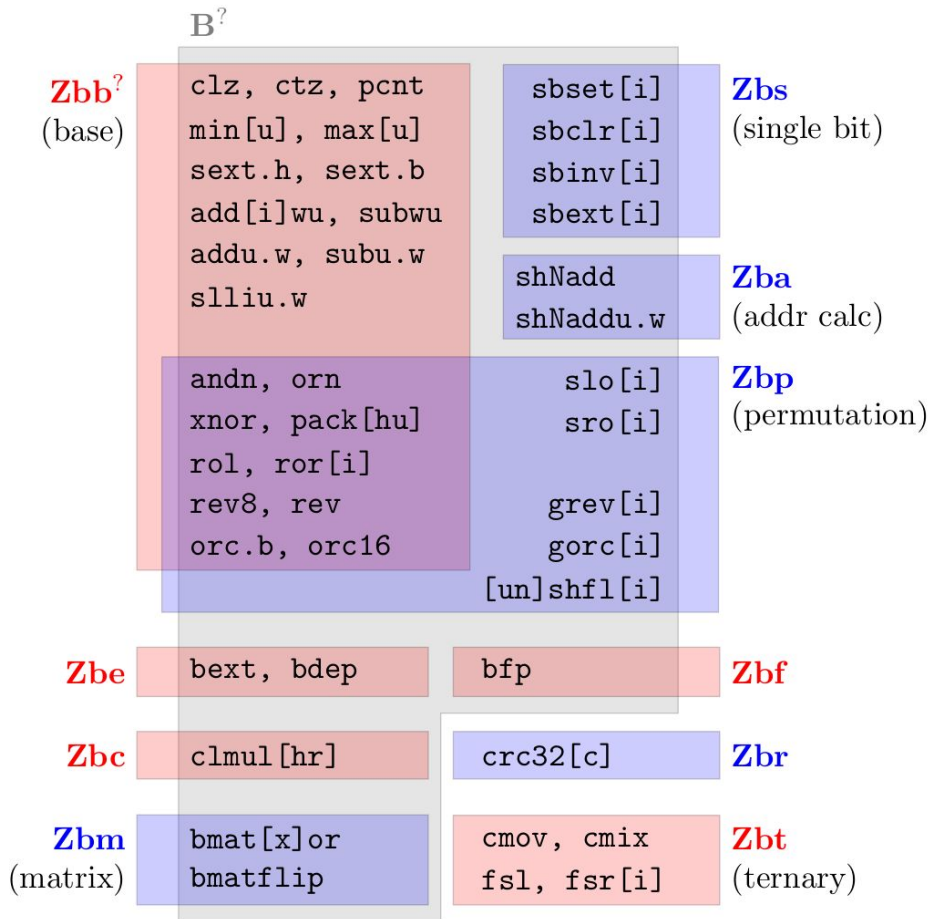 B?
Zbb?
(base)
clz, ctz, pcnt
min[u], max[u]
sext.h, sext.b
add[i]wu, subwu
addu.w, subu.w
slliu.w
sbset[i]
sbclr[i]
sbinv[i]
sbext[i]
Zbs
(single bit)
shNadd
shNaddu.w
Zba
(addr calc)
andn, orn
xnor, pack[hu]
rol, ror[i]
rev8, rev
orc.b, orc16
slo[i]
sro[i]
grev[i]
gorc[i]
[un]shfl[i]
Zbp
(permutation)
Zbe
bext, bdep
bfp
Zbf
Zbc
clmul[hr]
crc32[c]
Zbr
Zbm
(matrix)
bmat[x]or
bmatflip
cmov, cmix
fsl, fsr[i]
Zbt
(ternary)